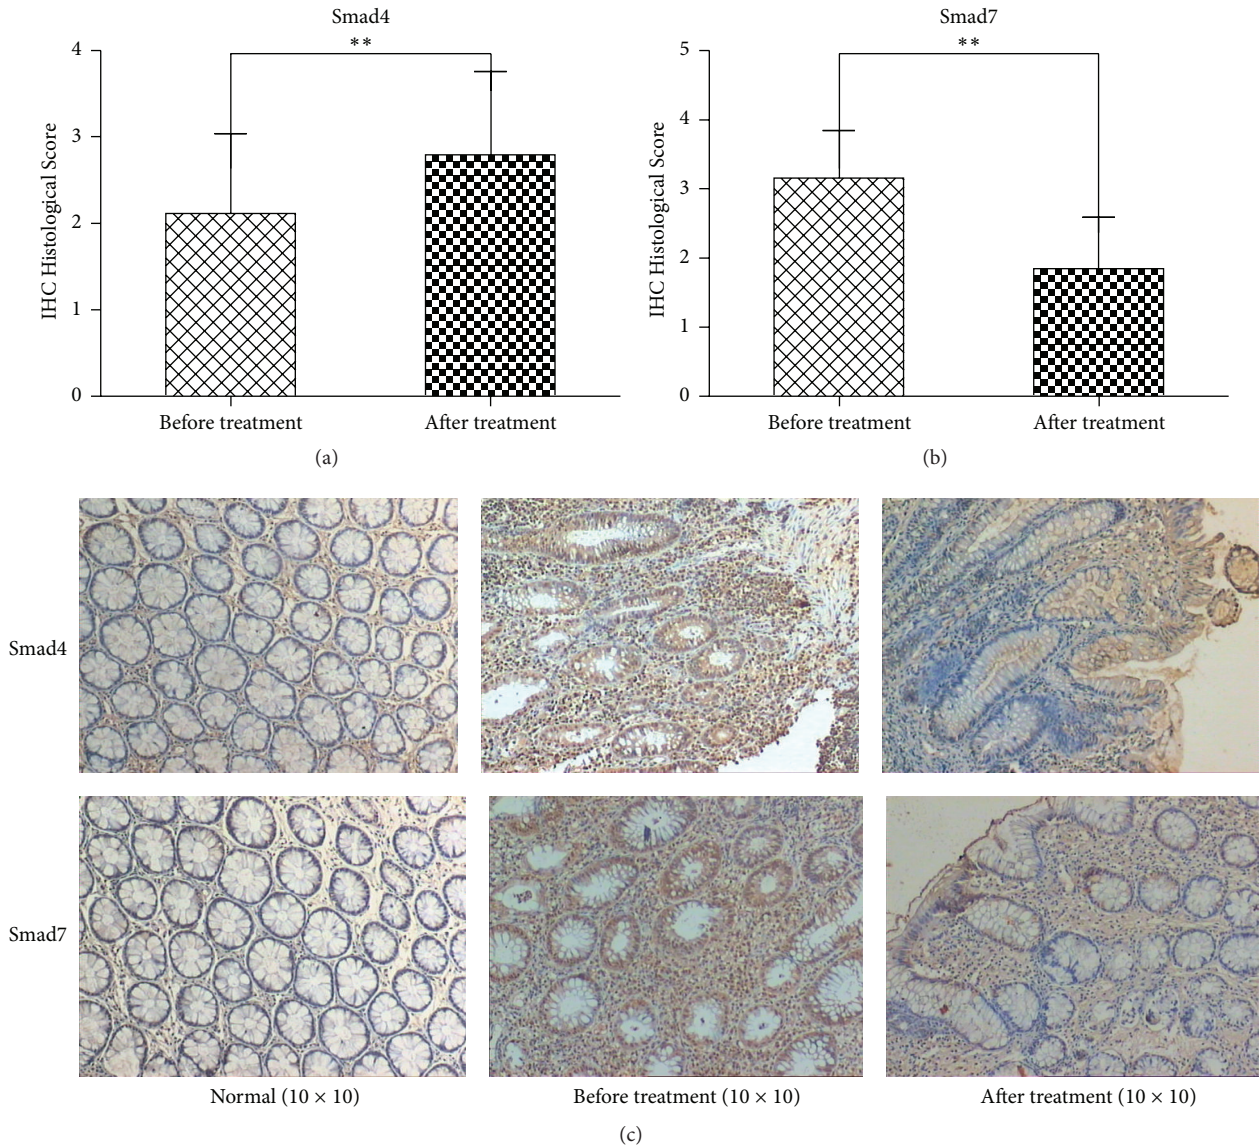 Smad4
**
4
3
2
1
0
IHC Histological Score
Before treatment
After treatment
(a)
Smad7
**
5
4
3
2
1
0
IHC Histological Score
Before treatment
After treatment
(b)
Smad4
Smad7
Normal (10 × 10)
Before treatment (10 × 10)
After treatment (10 × 10)
(c)